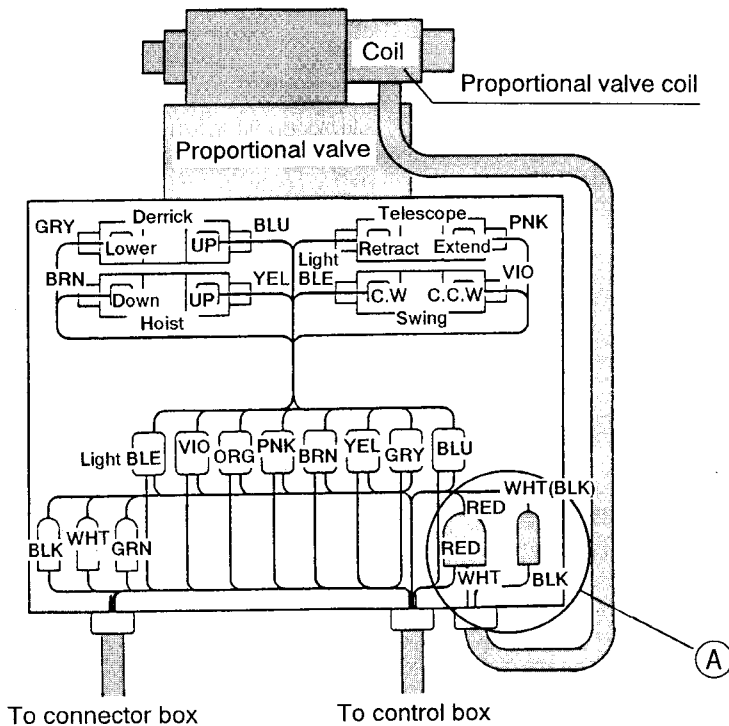 Coil
Proportional valve coil
Proportional valve
GRY
Derrick
BLU
Telescope
PNK
Lower
UP
Light
Retract
Extend
BRN
YEL
BLE
VIO
Down
UP
C.W
C.C.W
Hoist
Swing
Light BLE
VIO
ORG
PNK
BRN
YEL
GRY
BLU
WHT(BLK)
RED
BLK
WHT
GRN
RED
WHT
BLK
A
To connector box
To control box